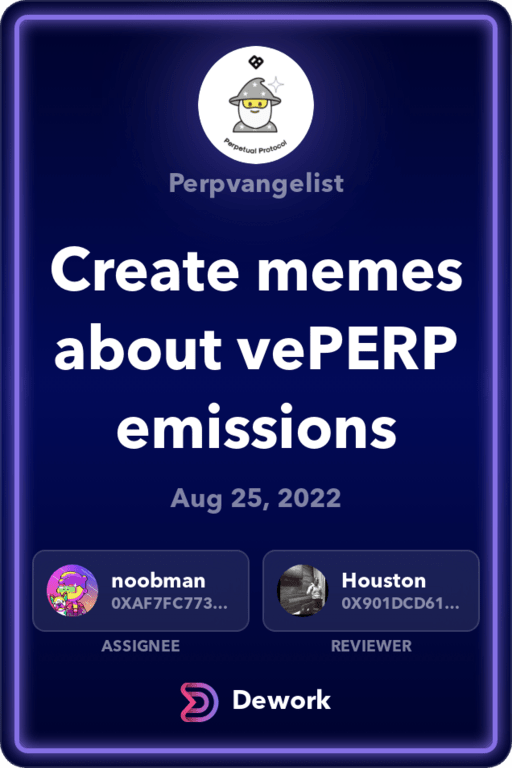 Perpetual Protocol
Perpvangelist
Create memes
about vePERP
emissions
Aug 25, 2022
noobman
0XAF7FC773...
Houston
0X901DCD61...
ASSIGNEE
REVIEWER
Dework